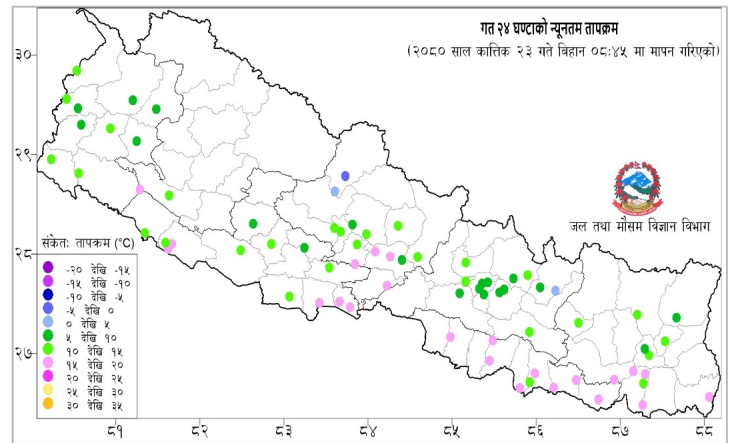 गत २४ घण्टाको न्यूनतम तापक्रम
(२०८० साल कात्तिक २३ गते बिहान ०८:४५ मा मापन गरिएको)
३०
२९
२८
२७
जल तथा मौसम विज्ञान विभाग
संकेतः तापक्रम (°C)
-२० देखि -१५
-१५ देखि -१०
-१० देखि -५
-५ देखि ०
० देखि ५
५ देखि १०
१० देखि १५
१५ देखि २०
२० देखि २५
२५ देखि ३०
३० देखि ३५
८१ ८२ ८३ ८४ ८५ ८६ ८७ ८८